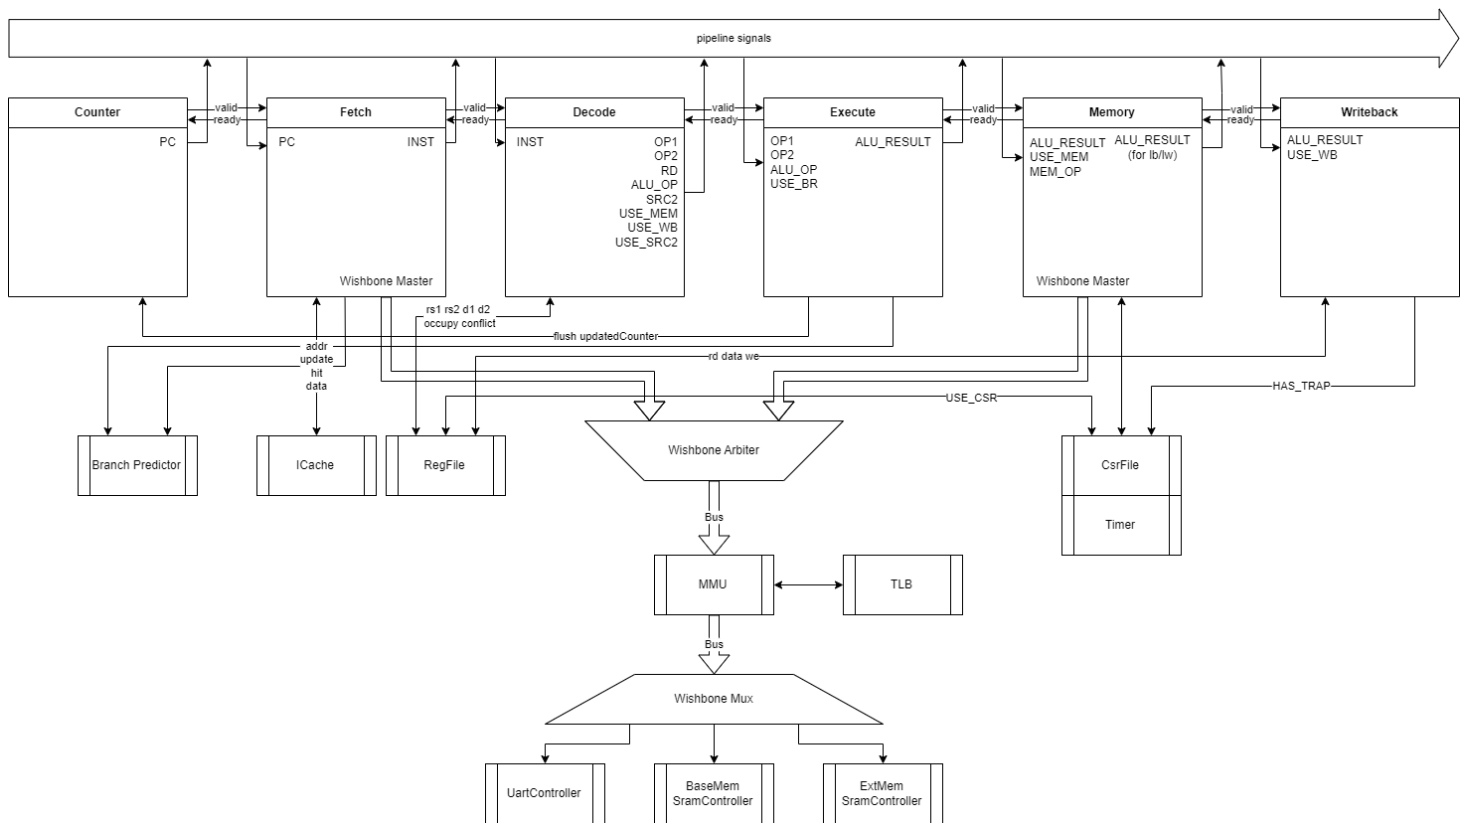 pipeline signals
Counter
valid
ready
Fetch
valid
ready
Decode
valid
ready
Execute
valid
ready
Memory
valid
ready
Writeback
PC
PC
INST
INST
OP1
OP2
RD
ALU_OP
SRC2
USE_MEM
USE_WB
USE_SRC2
OP1
OP2
ALU_OP
USE_BR
ALU_RESULT
ALU_RESULT
USE_MEM
MEM_OP
ALU_RESULT
(for lb/lw)
ALU_RESULT
USE_WB
Wishbone Master
Wishbone Master
rs1 rs2 d1 d2
occupy conflict
flush updatedCounter
addr
update
hit
data
rd data we
HAS_TRAP
USE_CSR
Branch Predictor
ICache
RegFile
Wishbone Arbiter
CsrFile
Timer
Bus
MMU
TLB
Bus
Wishbone Mux
UartController
BaseMem
SramController
ExtMem
SramController